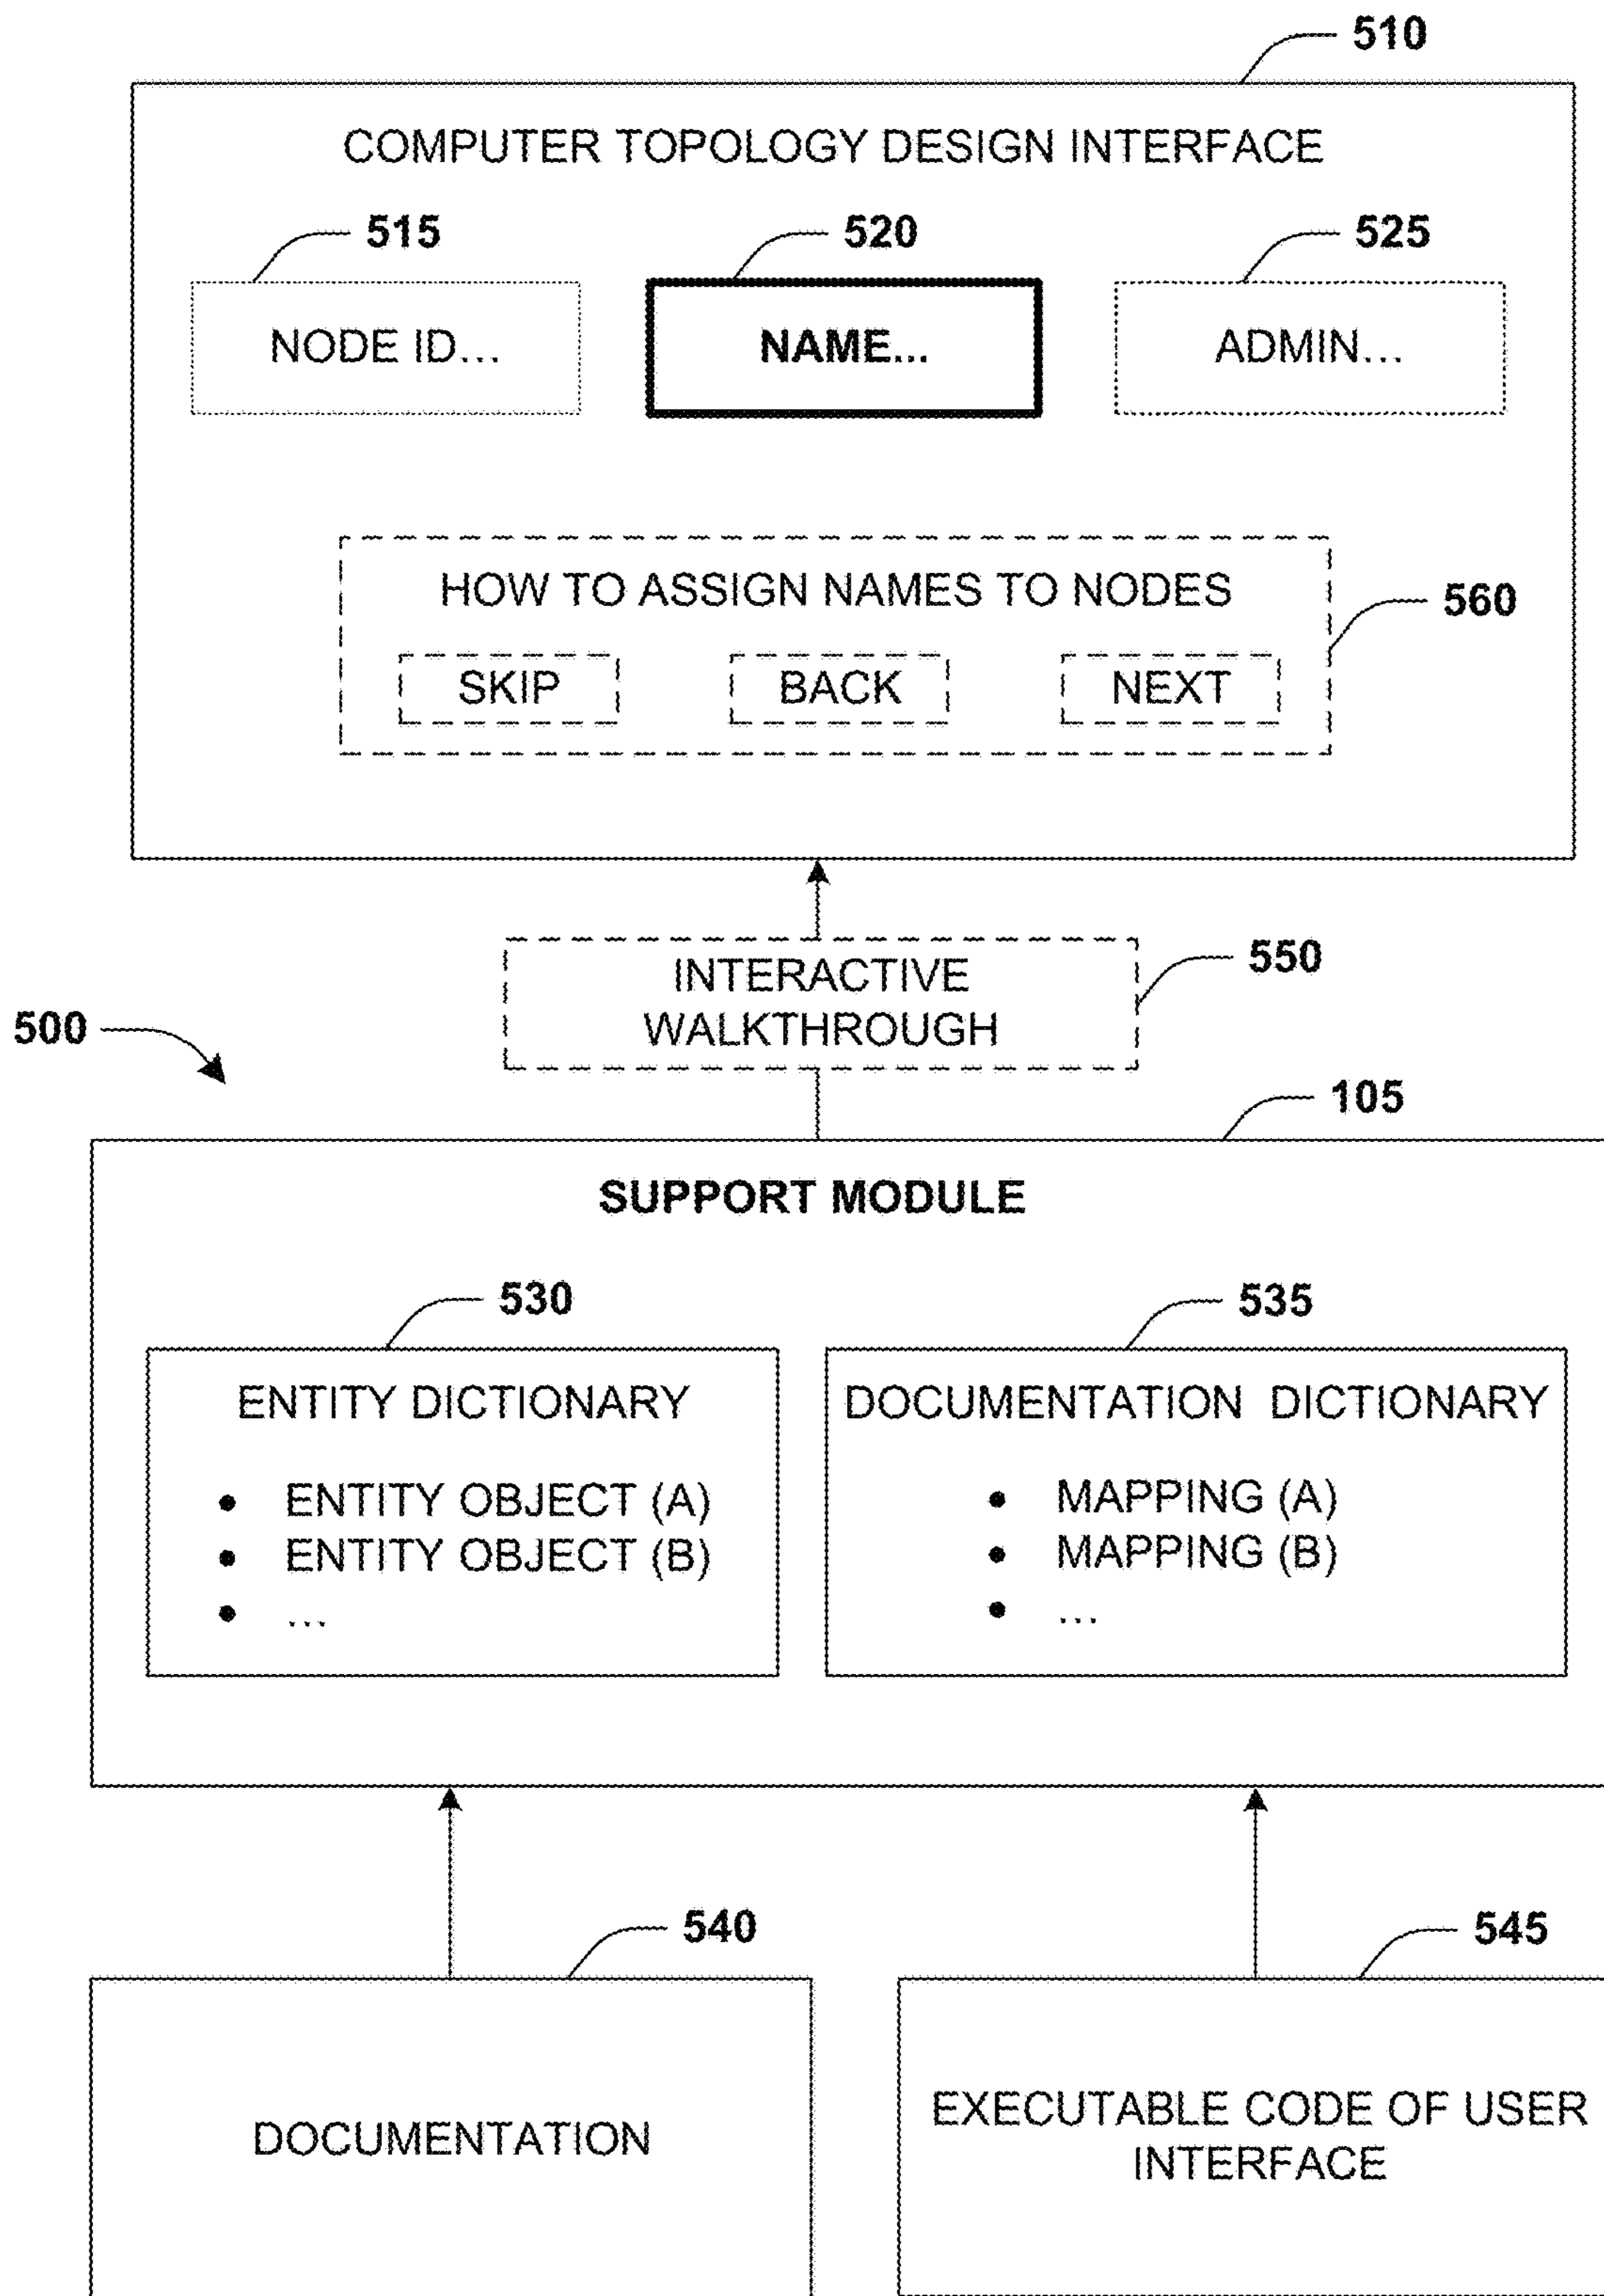 510
COMPUTER TOPOLOGY DESIGN INTERFACE
515
520
525
NODE ID...
NAME...
ADMIN...
HOW TO ASSIGN NAMES TO NODES
560
SKIP
BACK
NEXT
INTERACTIVE
WALKTHROUGH
550
500
105
SUPPORT MODULE
530
535
ENTITY DICTIONARY
• ENTITY OBJECT (A)
• ENTITY OBJECT (B)
• ...
DOCUMENTATION DICTIONARY
• MAPPING (A)
• MAPPING (B)
• ...
540
545
DOCUMENTATION
EXECUTABLE CODE OF USER
INTERFACE